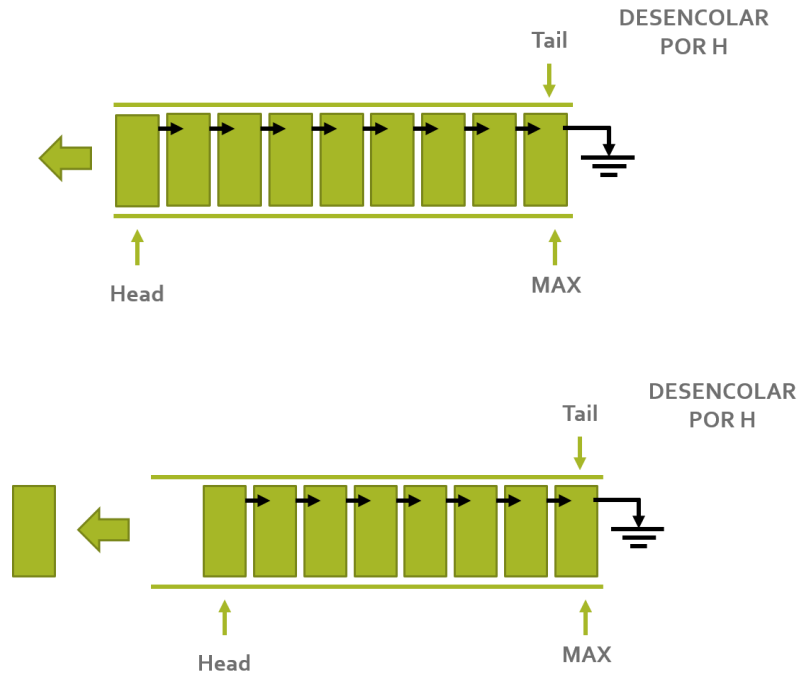 DESENCOLAR
POR H
Tail
Head
MAX
DESENCOLAR
POR H
Tail
Head
MAX